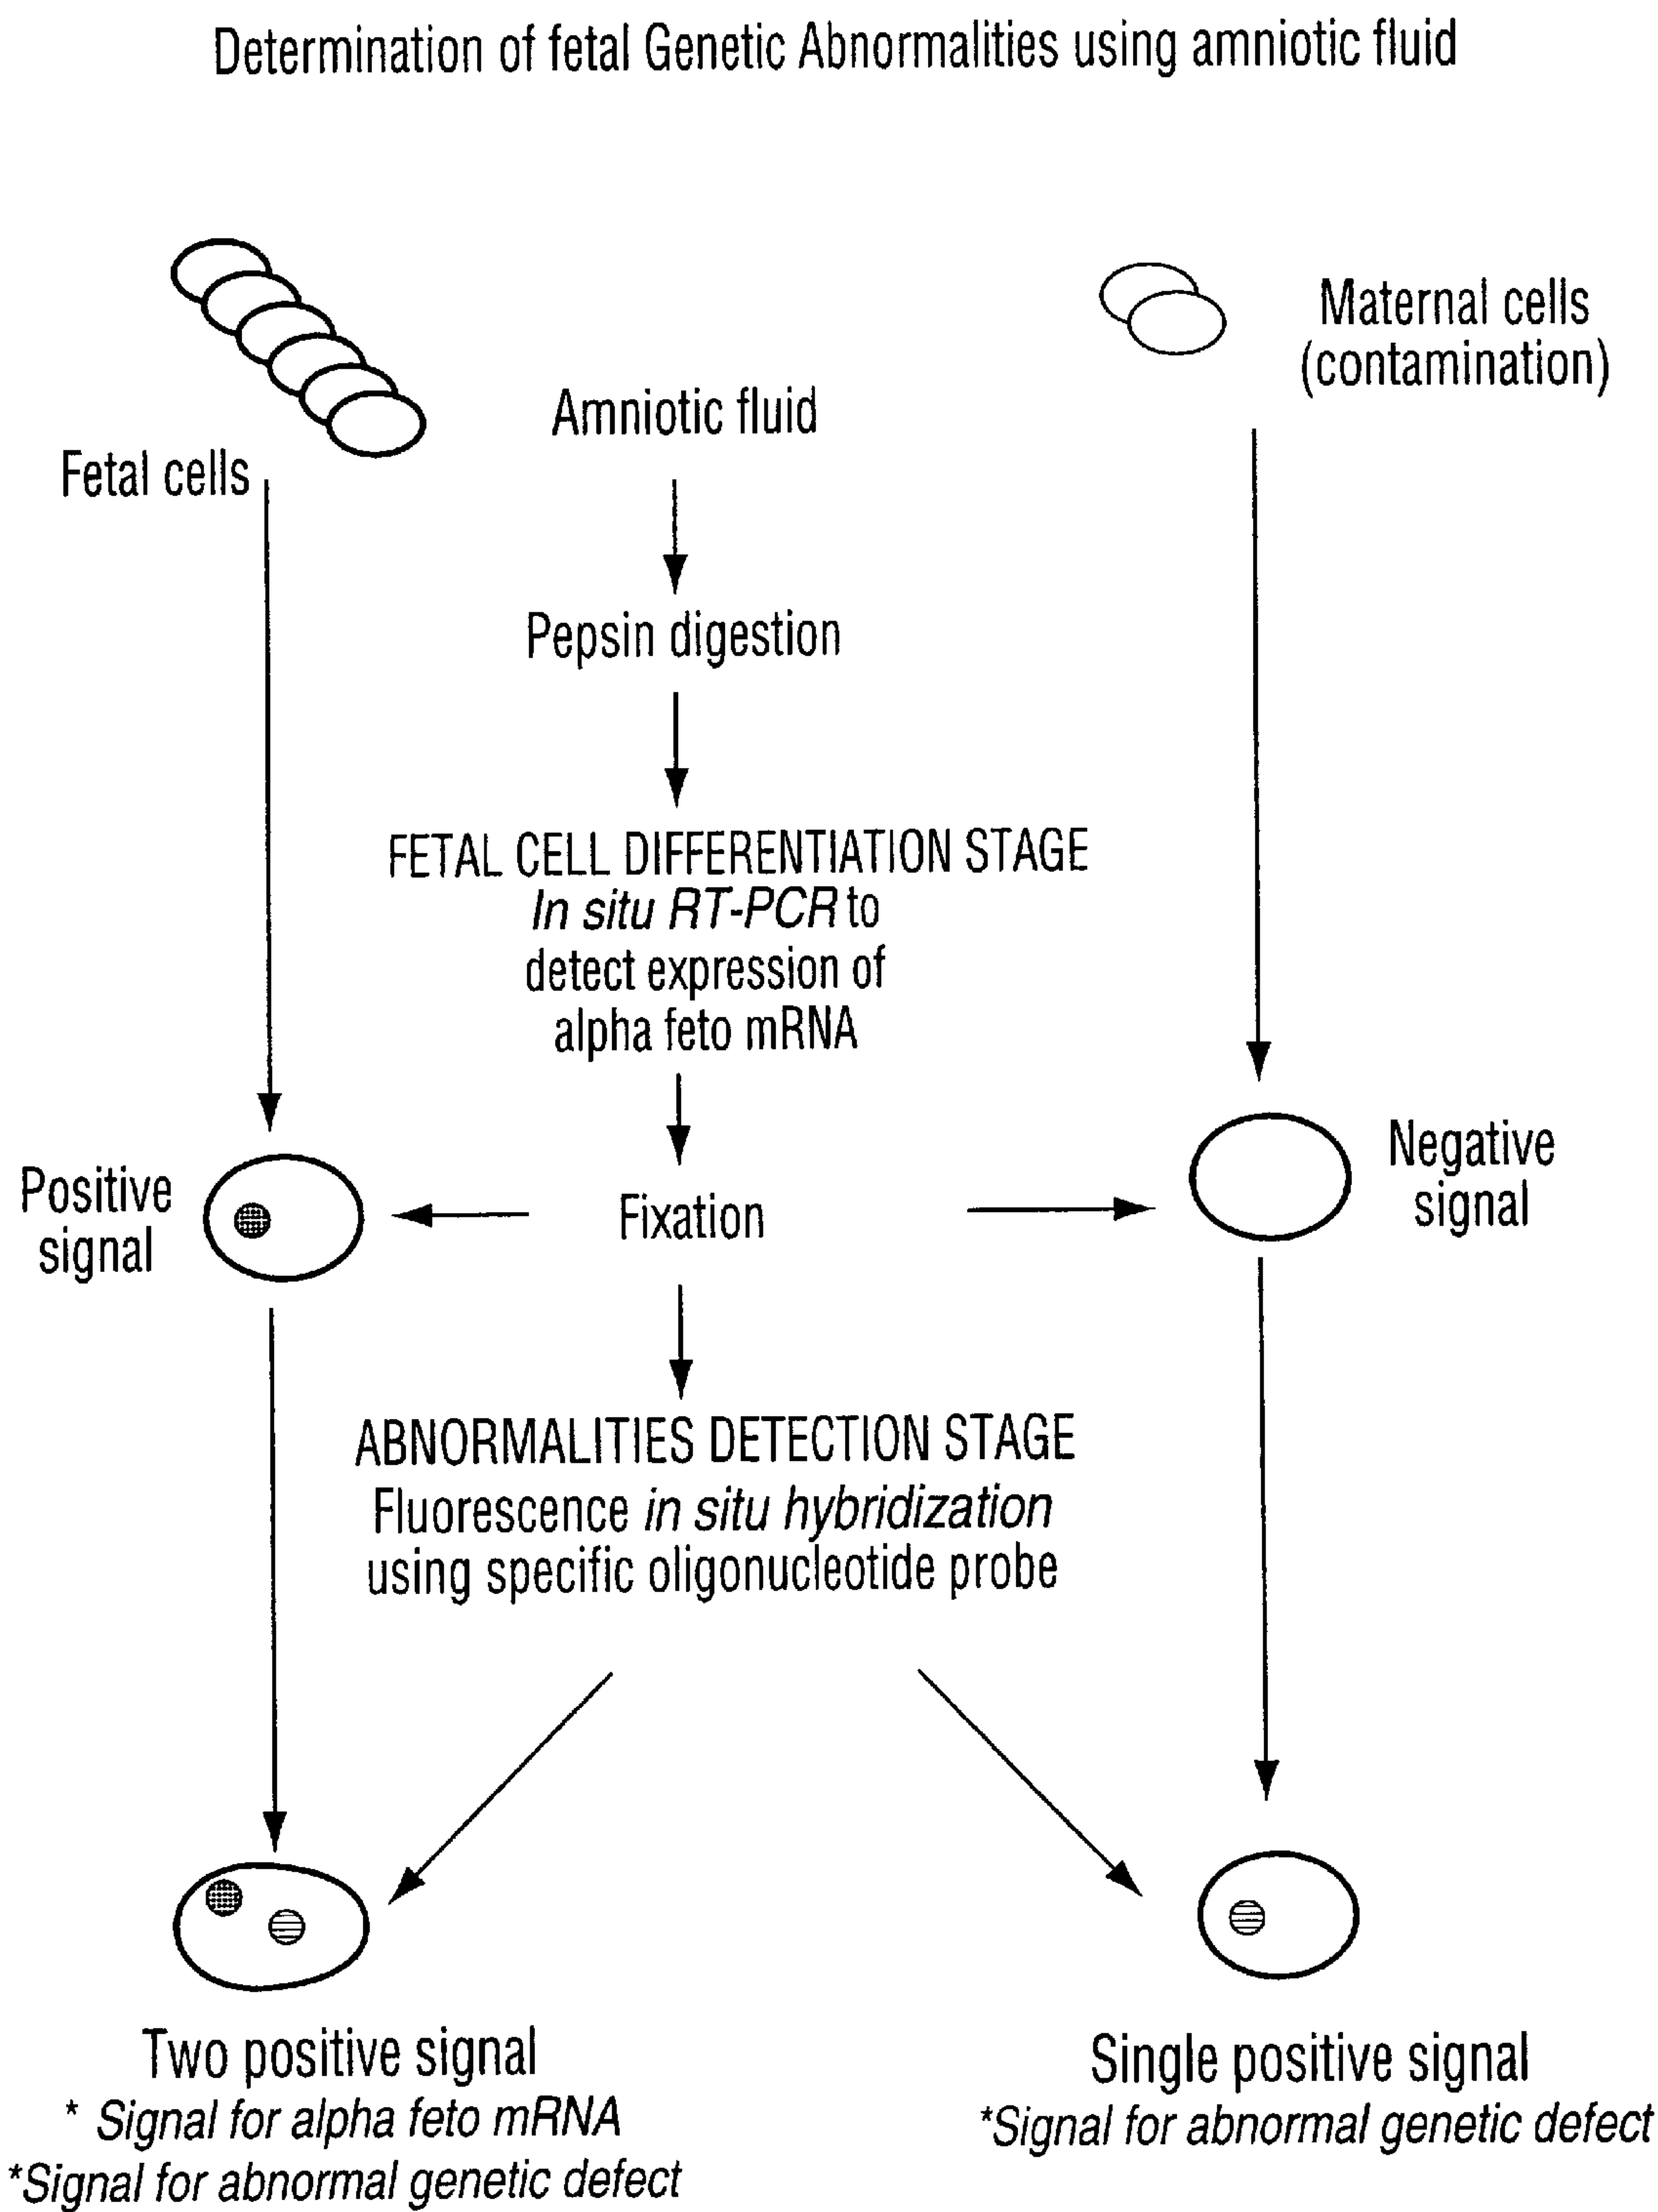 Determination of fetal Genetic Abnormalities using amniotic fluid
Maternal cells
(contamination)
Amniotic fluid
Fetal cells
Pepsin digestion
FETAL CELL DIFFERENTIATION STAGE
In situ RT-PCR to
detect expression of
alpha feto mRNA
Positive
signal
Fixation
Negative
signal
ABNORMALITIES DETECTION STAGE
Fluorescence in situ hybridization
using specific oligonucleotide probe
Two positive signal
* Signal for alpha feto mRNA
*Signal for abnormal genetic defect
Single positive signal
*Signal for abnormal genetic defect